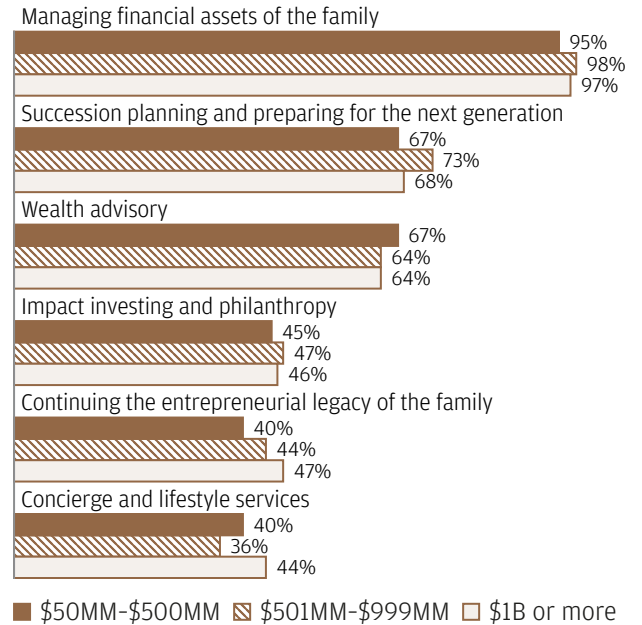 Managing financial assets of the family
95%
98%
97%
Succession planning and preparing for the next generation
67%
73%
68%
Wealth advisory
67%
64%
64%
Impact investing and philanthropy
45%
47%
46%
Continuing the entrepreneurial legacy of the family
40%
44%
47%
Concierge and lifestyle services
40%
36%
44%
$50MM-$500MM $501MM-$999MM $1B or more